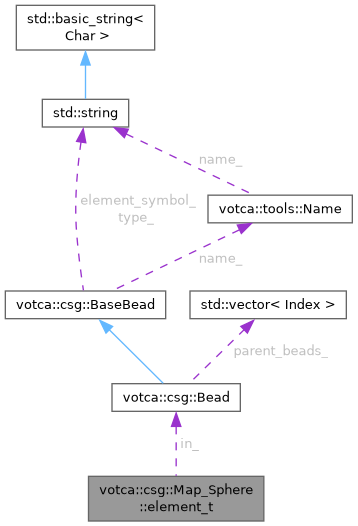 std::basic_string<
Char >
std::string
name_
element_symbol_
type_
votca::tools::Name
name_
votca::csg::BaseBead
std::vector< Index >
parent_beads_
votca::csg::Bead
in_
votca::csg::Map_Sphere
::element_t